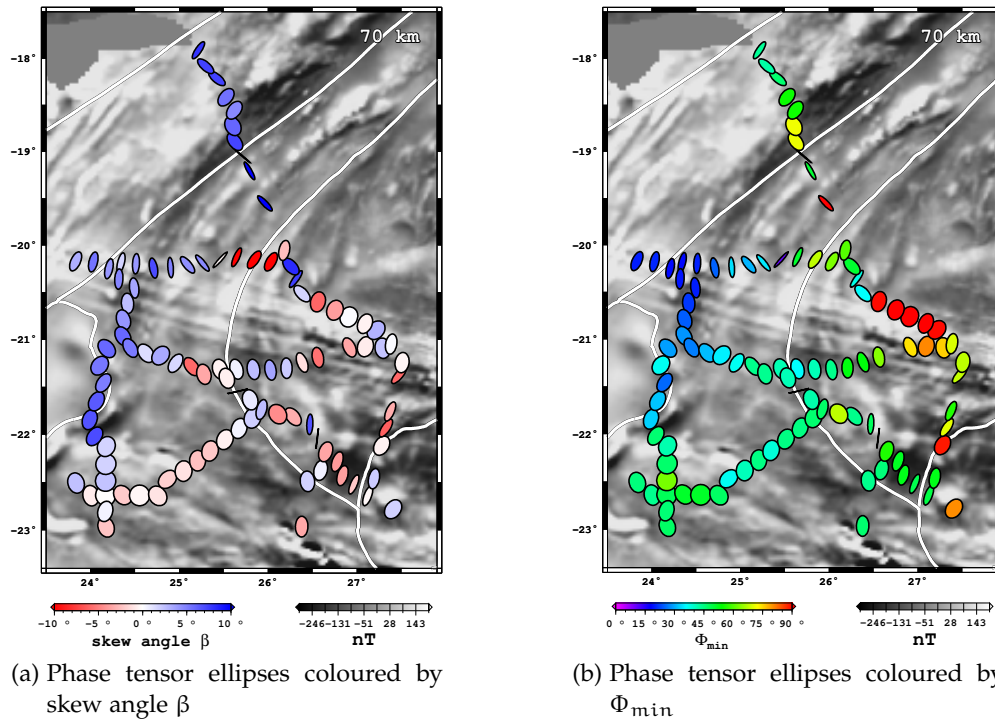 70 km
70 km
-18°
-19°
-20°
-21°
-22°
-23°
24°
25°
26°
27°
-18°
-19°
-20°
-21°
-22°
-23°
24°
25°
26°
27°
-10 -5 0 5 10
° ° ° ° °
skew angle β
-246-131 -51 28 143
nT
0 ° 15 ° 30 ° 45 ° 60 ° 75 ° 90 °
Φmin
-246-131 -51 28 143
nT
(a) Phase tensor ellipses coloured by
skew angle β
(b) Phase tensor ellipses coloured by
Φmin